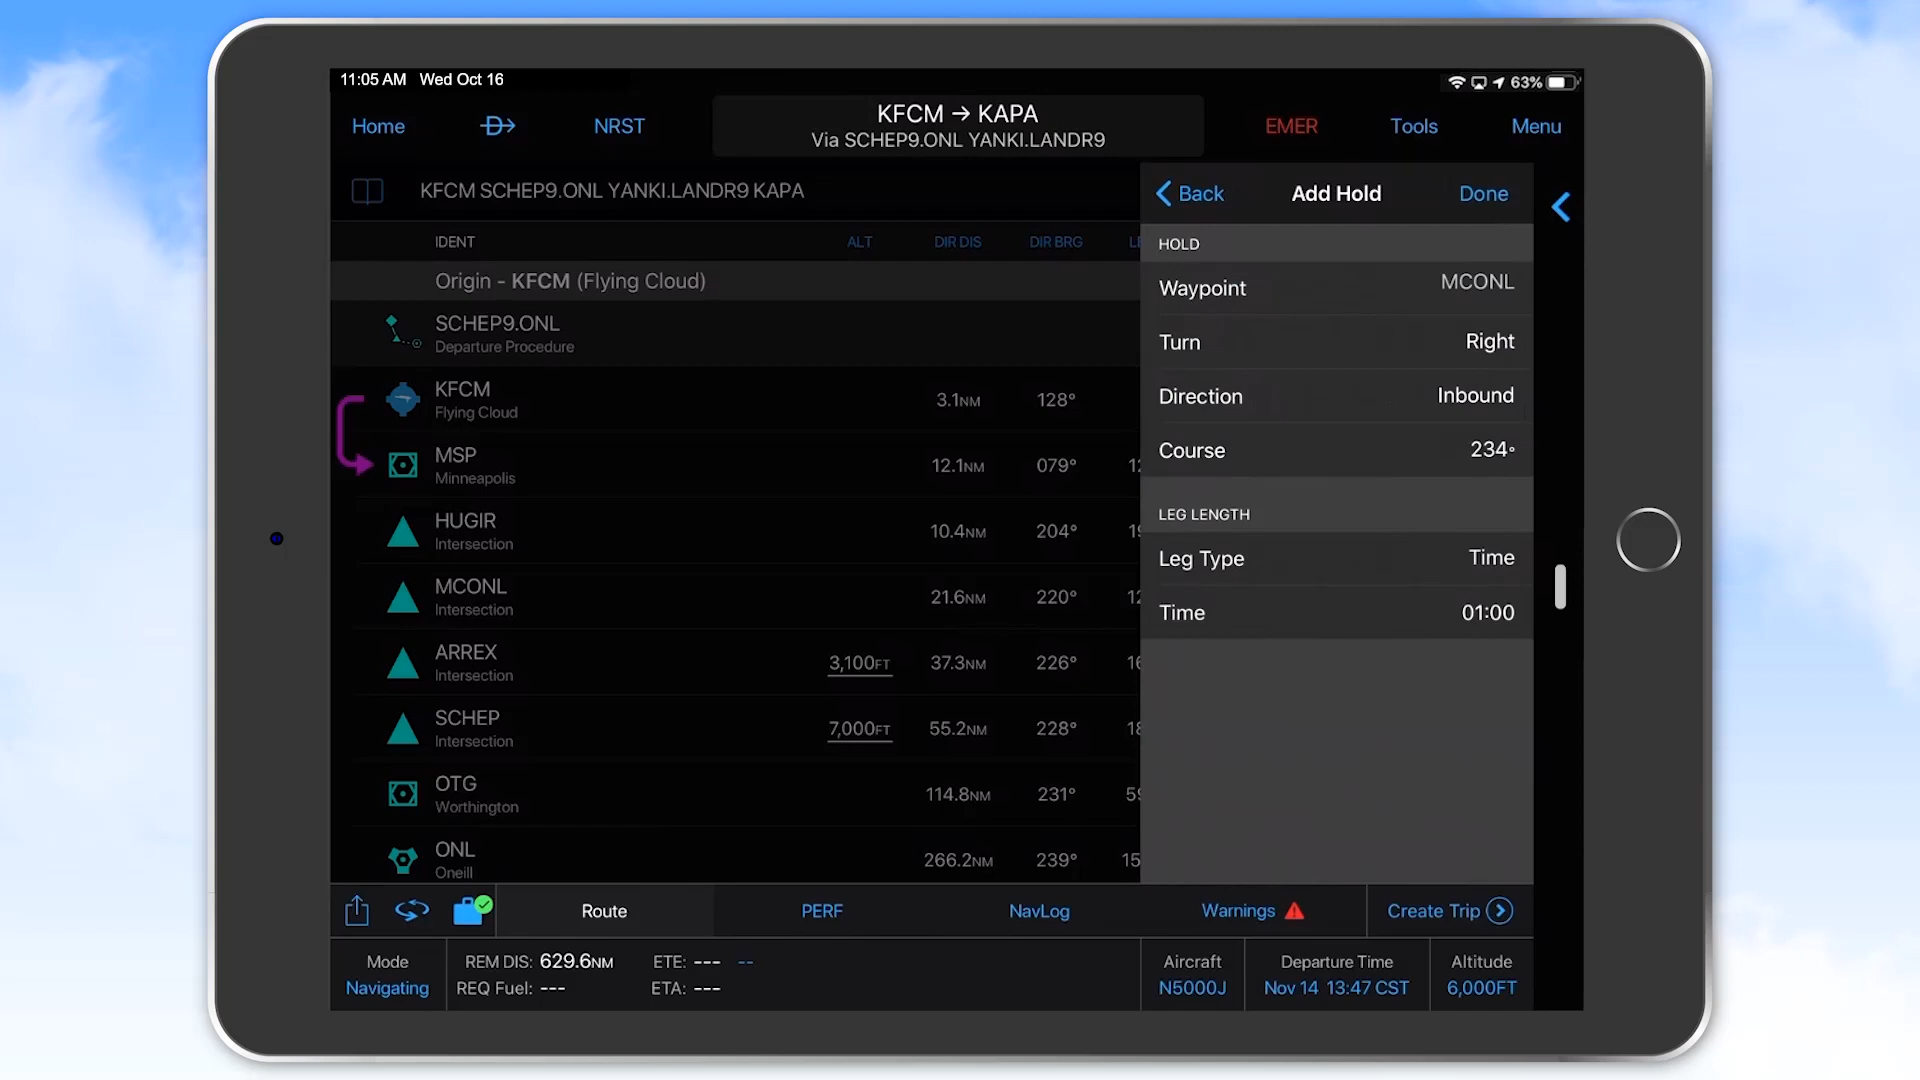 11:05 AM Wed Oct 16
63%
Home
D
NRST
KFCM → KAPA
Via SCHEP9.ONL YANKI.LANDR9
EMER
Tools
Menu
KFCM SCHEP9.ONL YANKI.LANDR9 KAPA
IDENT ALT DIR DIS DIR BRG
Origin - KFCM (Flying Cloud)
SCHEP9.ONL
Departure Procedure
KFCM 3.1NM 128°
Flying Cloud
MSP 12.1NM 079°
Minneapolis
HUGIR 10.4NM 204°
Intersection
MCONL 21.6NM 220°
Intersection
ARREX 3,100FT 37.3NM 226°
Intersection
SCHEP 7,000FT 55.2NM 228°
Intersection
OTG 114.8NM 231°
Worthington
ONL 266.2NM 239°
Oneill
Back Add Hold Done
HOLD
Waypoint MCONL
Turn Right
Direction Inbound
Course 234°
LEG LENGTH
Leg Type Time
Time 01:00
Route PERF NavLog Warnings Create Trip
Mode
Navigating
REM DIS: 629.6NM ETE: --- --
REQ Fuel: --- ETA: ---
Aircraft
N5000J
Departure Time
Nov 14 13:47 CST
Altitude
6,000FT